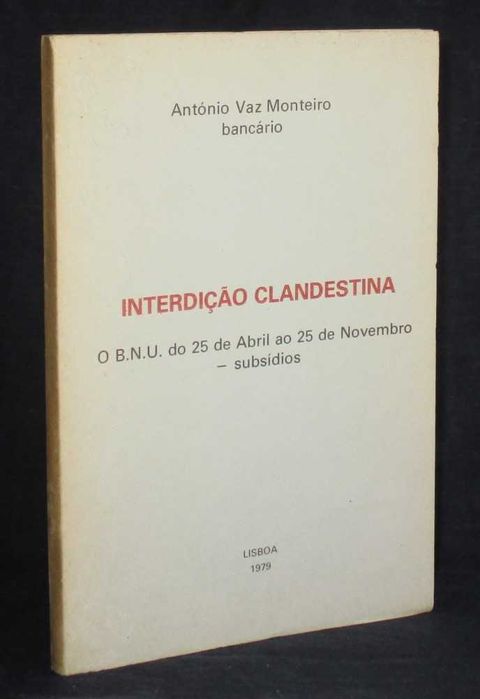 António Vaz Monteiro
bancário
INTERDIÇÃO CLANDESTINA
O B.N.U. do 25 de Abril ao 25 de Novembro
– subsídios
LISBOA
1979